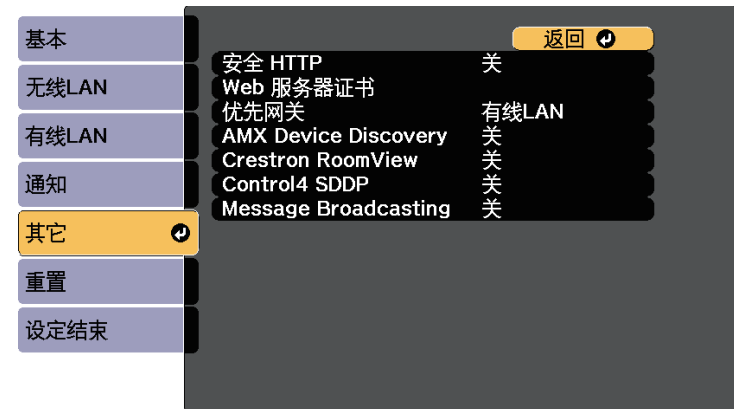 基本
无线LAN
有线LAN
通知
其它
重置
设定结束
返回
安全 HTTP 关
Web 服务器证书
优先网关 有线LAN
AMX Device Discovery 关
Crestron RoomView 关
Control4 SDDP 关
Message Broadcasting 关